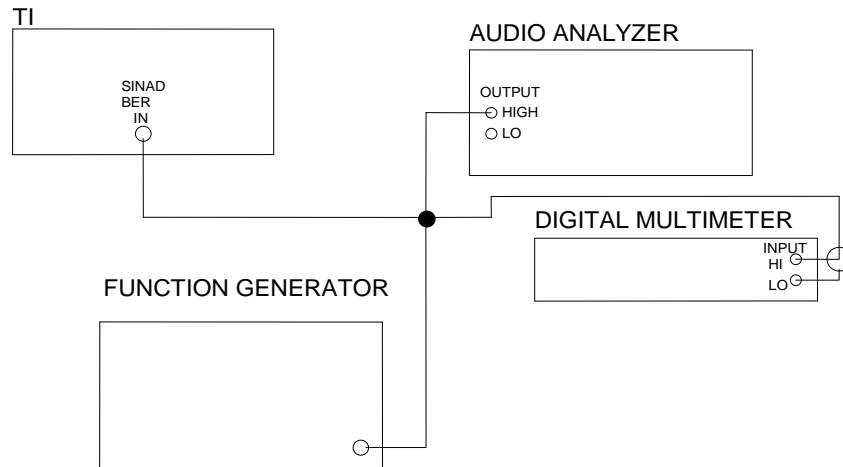 TI
SINAD
BER
IN
AUDIO ANALYZER
OUTPUT
HIGH
LO
DIGITAL MULTIMETER
INPUT
HI
LO
FUNCTION GENERATOR